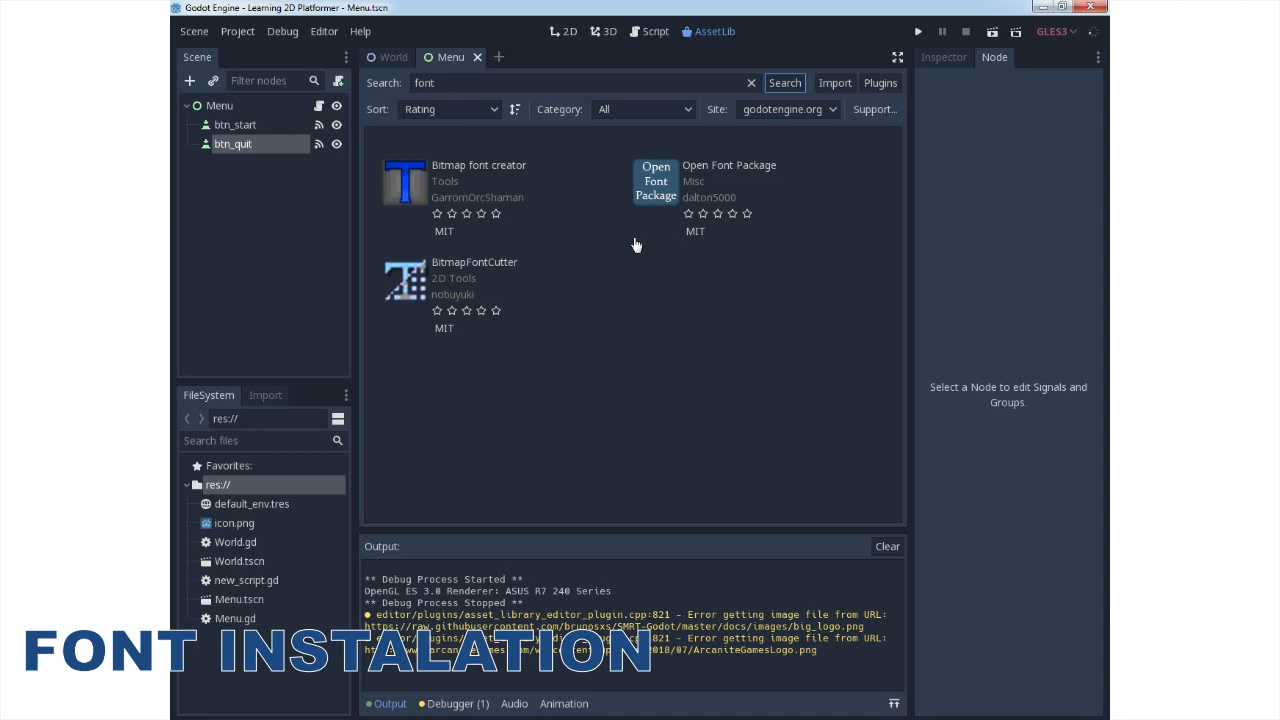 Godot Engine - Learning 2D Platformer - Menu.tscn
Scene Project Debug Editor Help 2D 3D Script AssetLib GLES3
Scene
Filter nodes
Menu
btn_start
btn_quit
FileSystem Import
res://
Search files
Favorites:
res://
default_env.tres
icon.png
World.gd
World.tscn
new_script.gd
Menu.tscn
Menu.gd
World Menu
Search: font Search Import Plugins
Sort: Rating Category: All Site: godotengine.org Support...
Bitmap font creator
Tools
GarromOrcShaman
MIT
Open
Font
Package
Open Font Package
Misc
dalton5000
MIT
BitmapFontCutter
2D Tools
nobuyuki
MIT
Output: Clear
** Debug Process Started **
OpenGL ES 3.0 Renderer: ASUS R7 240 Series
** Debug Process Stopped **
editor/plugins/asset_library_editor_plugin.cpp:821 - Error getting image file from URL:
https://raw.githubusercontent.com/brunosxs/SMRT-Godot/master/docs/images/big_logo.png
:821 - Error getting image file from URL:
2018/07/ArcaniteGamesLogo.png
Output Debugger (1) Audio Animation
Inspector Node
Select a Node to edit Signals and
Groups.
FONT INSTALATION